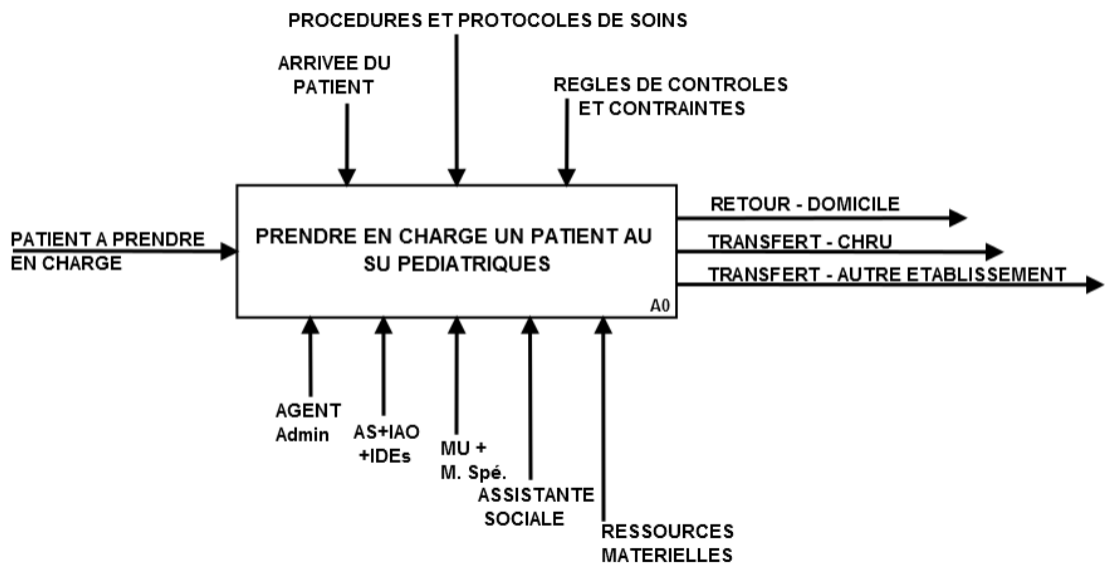 PROCEDURES ET PROTOCOLES DE SOINS
ARRIVEE DU
PATIENT
REGLES DE CONTROLES
ET CONTRAINTES
PATIENT A PRENDRE
EN CHARGE
PRENDRE EN CHARGE UN PATIENT AU
SU PEDIATRIQUES
A0
RETOUR - DOMICILE
TRANSFERT - CHRU
TRANSFERT - AUTRE ETABLISSEMENT
AGENT
Admin
AS+IAO
+IDEs
MU +
M. Spé.
ASSISTANTE
SOCIALE
RESSOURCES
MATERIELLES